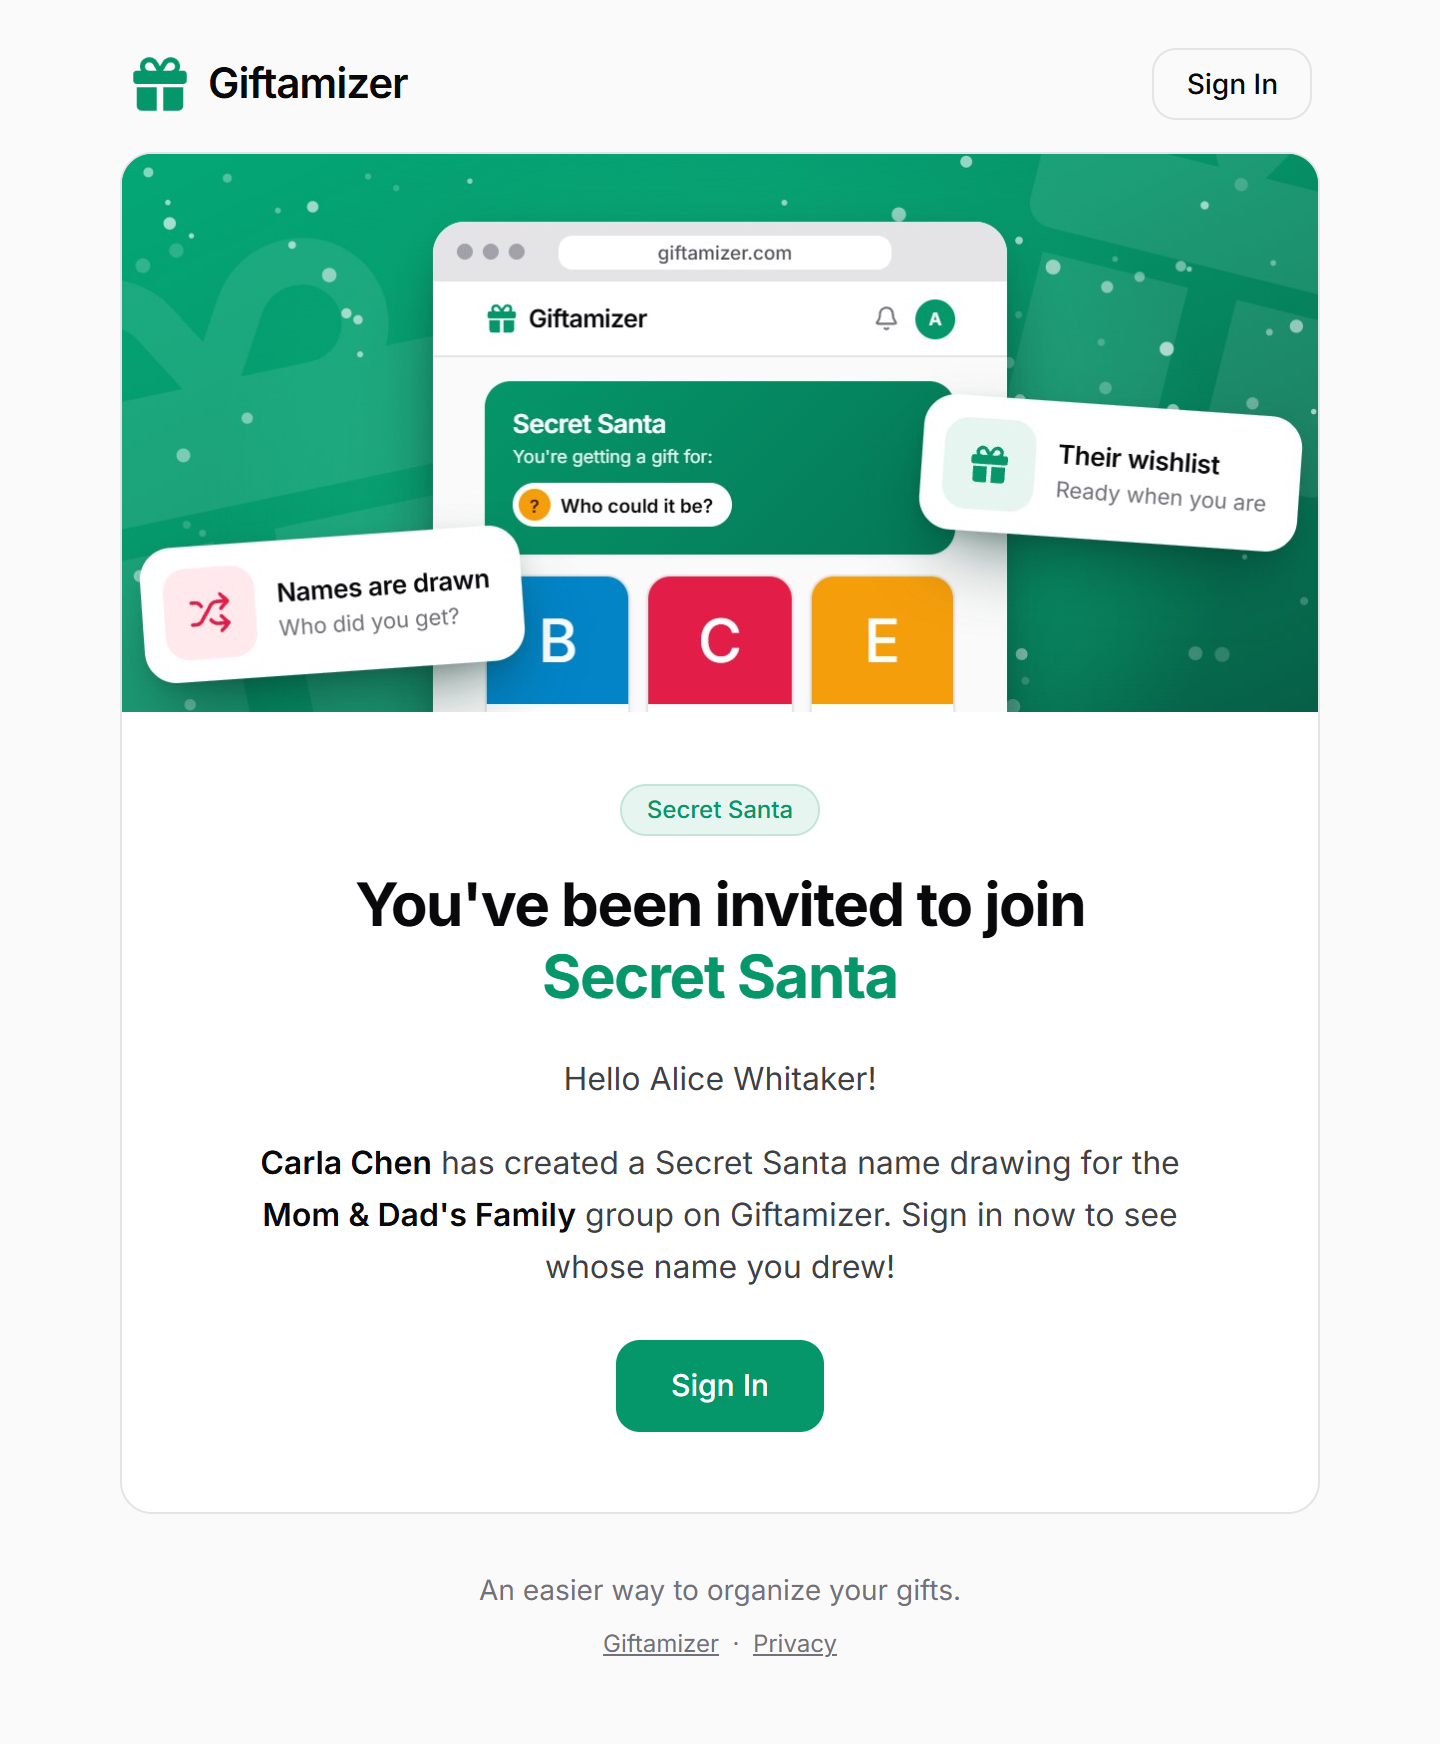 Giftamizer
Sign In
giftamizer.com
Giftamizer
A
Secret Santa
You're getting a gift for:
? Who could it be?
Their wishlist
Ready when you are
Names are drawn
Who did you get?
B
C
E
Secret Santa
You've been invited to join
Secret Santa
Hello Alice Whitaker!
Carla Chen has created a Secret Santa name drawing for the
Mom & Dad's Family group on Giftamizer. Sign in now to see
whose name you drew!
Sign In
An easier way to organize your gifts.
Giftamizer · Privacy